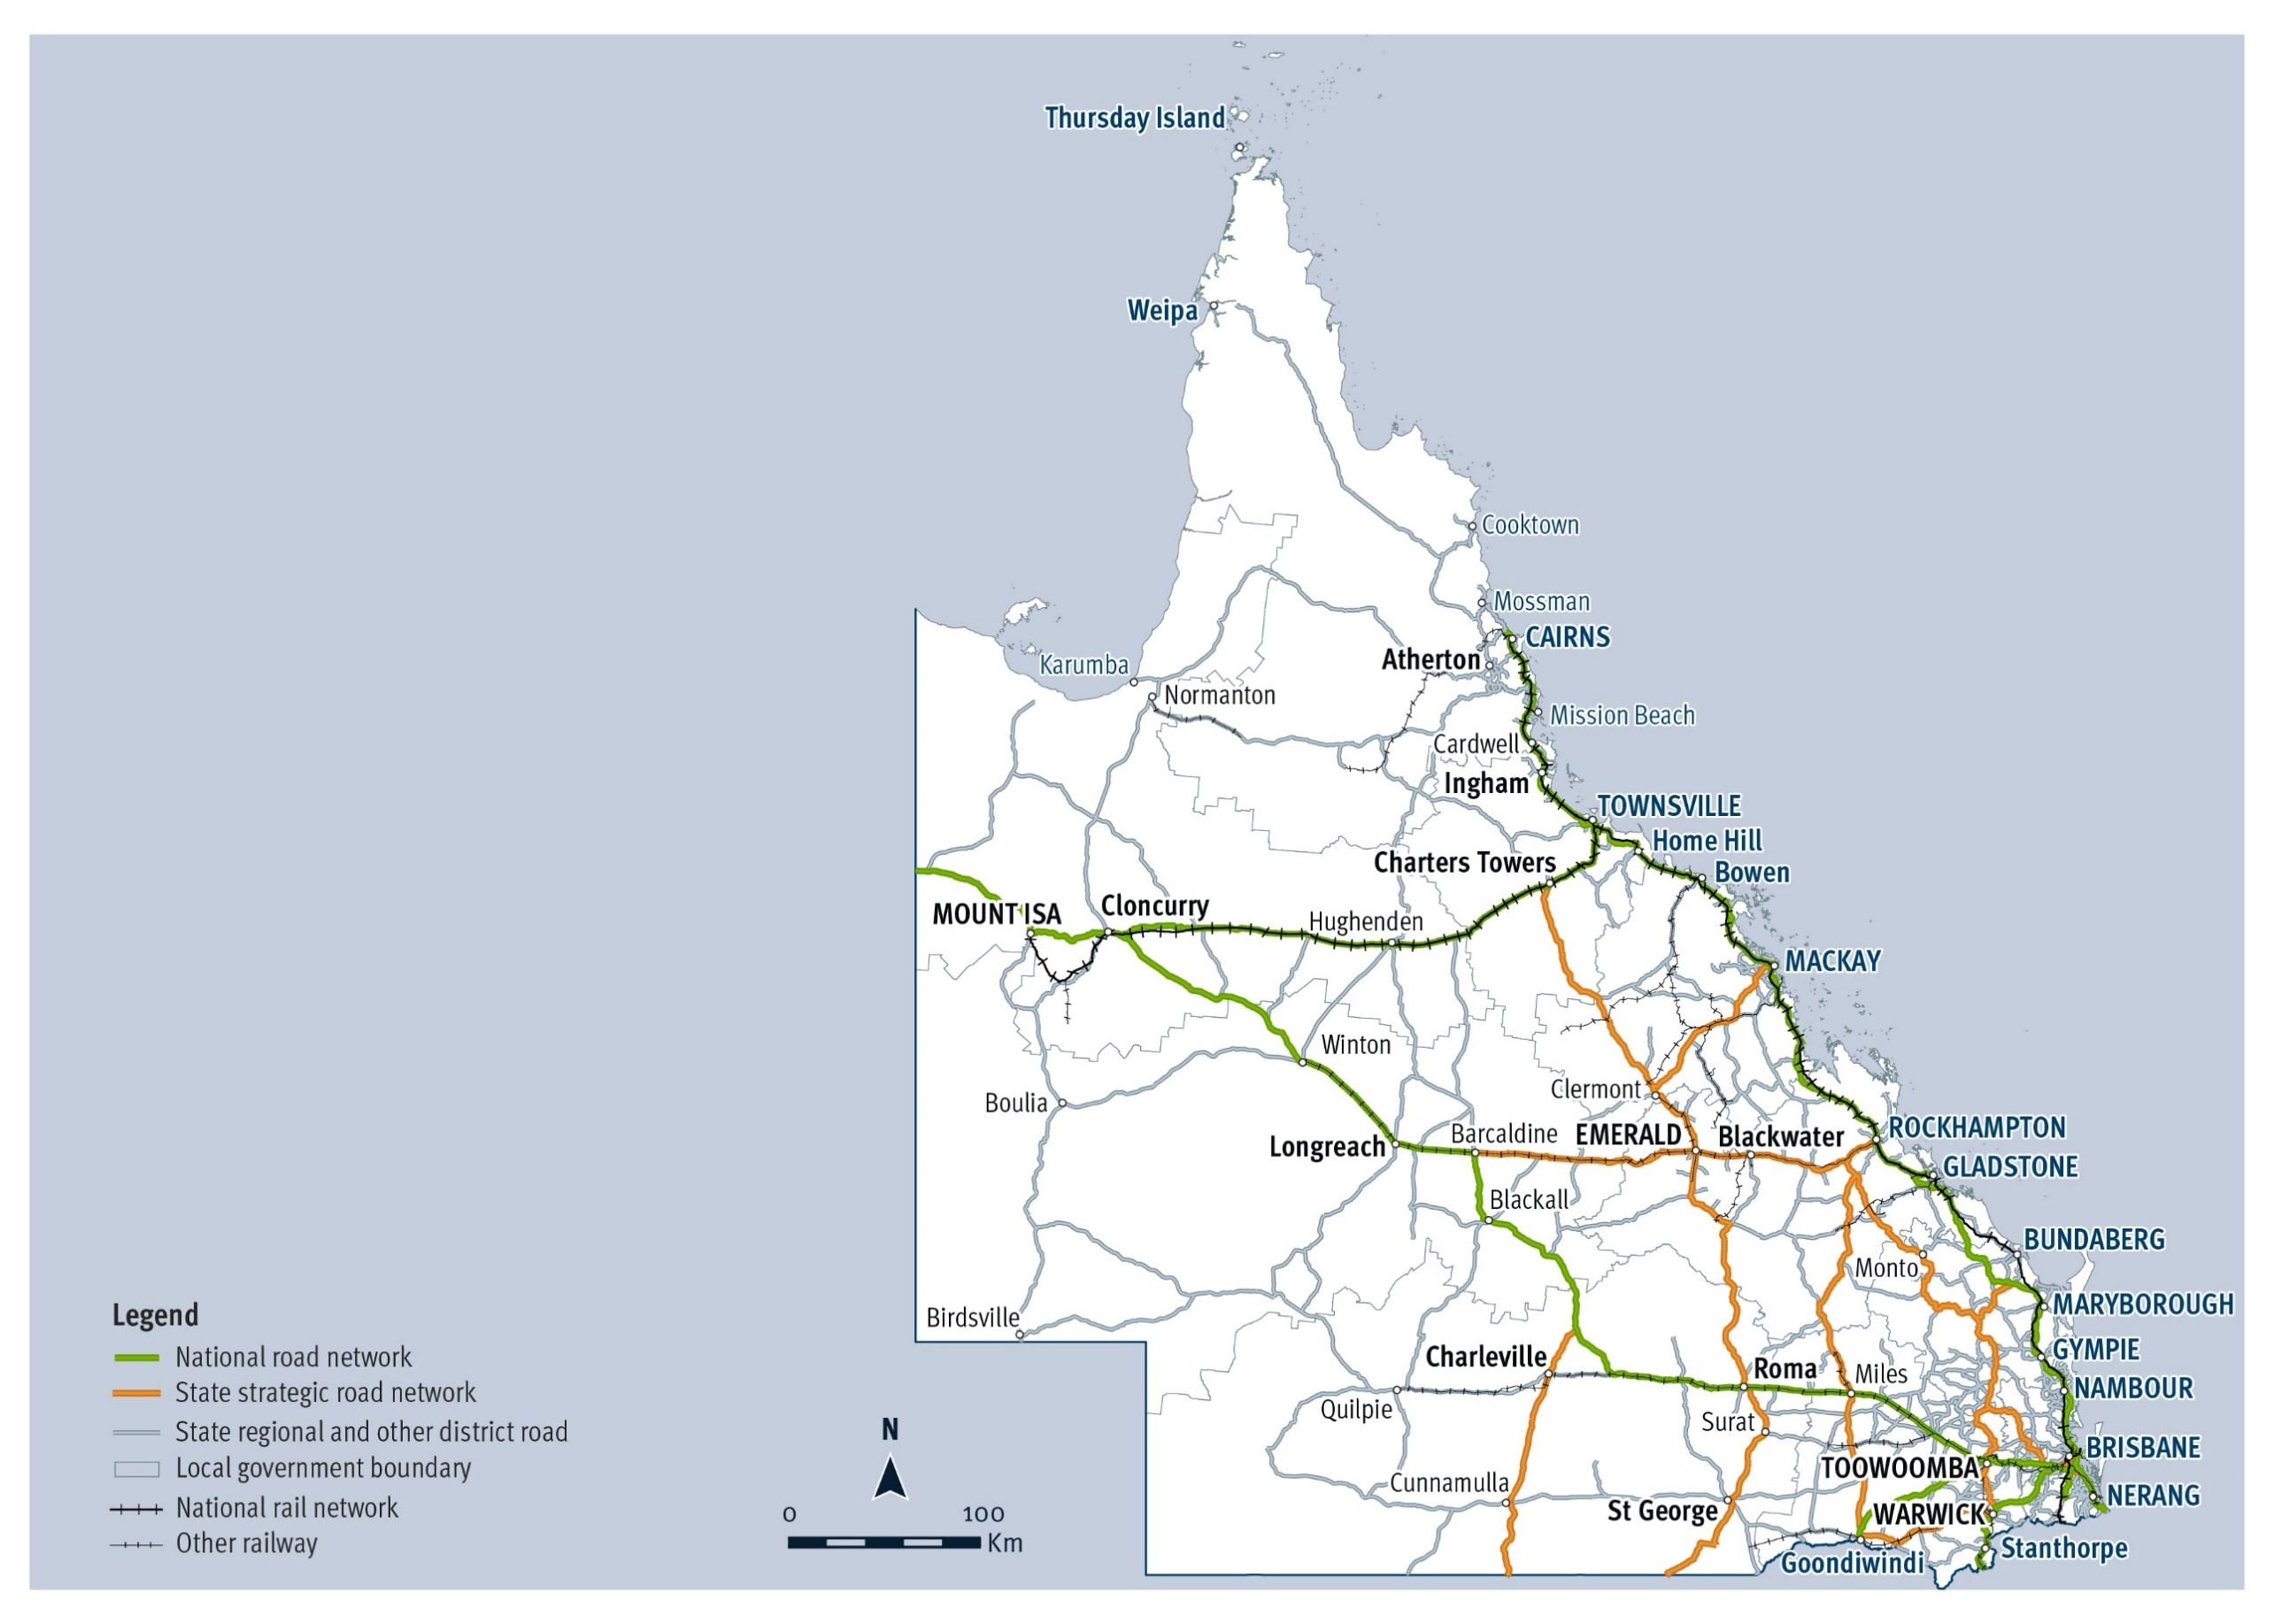 Thursday Island
Weipa
Cooktown
Mossman
CAIRNS
Atherton
Karumba
Normanton
Mission Beach
Cardwell
Ingham
TOWNSVILLE
Home Hill
Charters Towers
Bowen
MOUNT ISA
Cloncurry
Hughenden
MACKAY
Winton
Clermont
Boulia
Longreach
Barcaldine
EMERALD
Blackwater
ROCKHAMPTON
GLADSTONE
Blackall
BUNDABERG
Monto
MARYBOROUGH
Birdsville
GYMPIE
Charleville
Roma
Miles
NAMBOUR
Quilpie
Surat
BRISBANE
TOOWOOMBA
Cunnamulla
NERANG
St George
WARWICK
Stanthorpe
Goondiwindi
Legend
National road network
State strategic road network
State regional and other district road
Local government boundary
National rail network
Other railway
N
0 100
Km